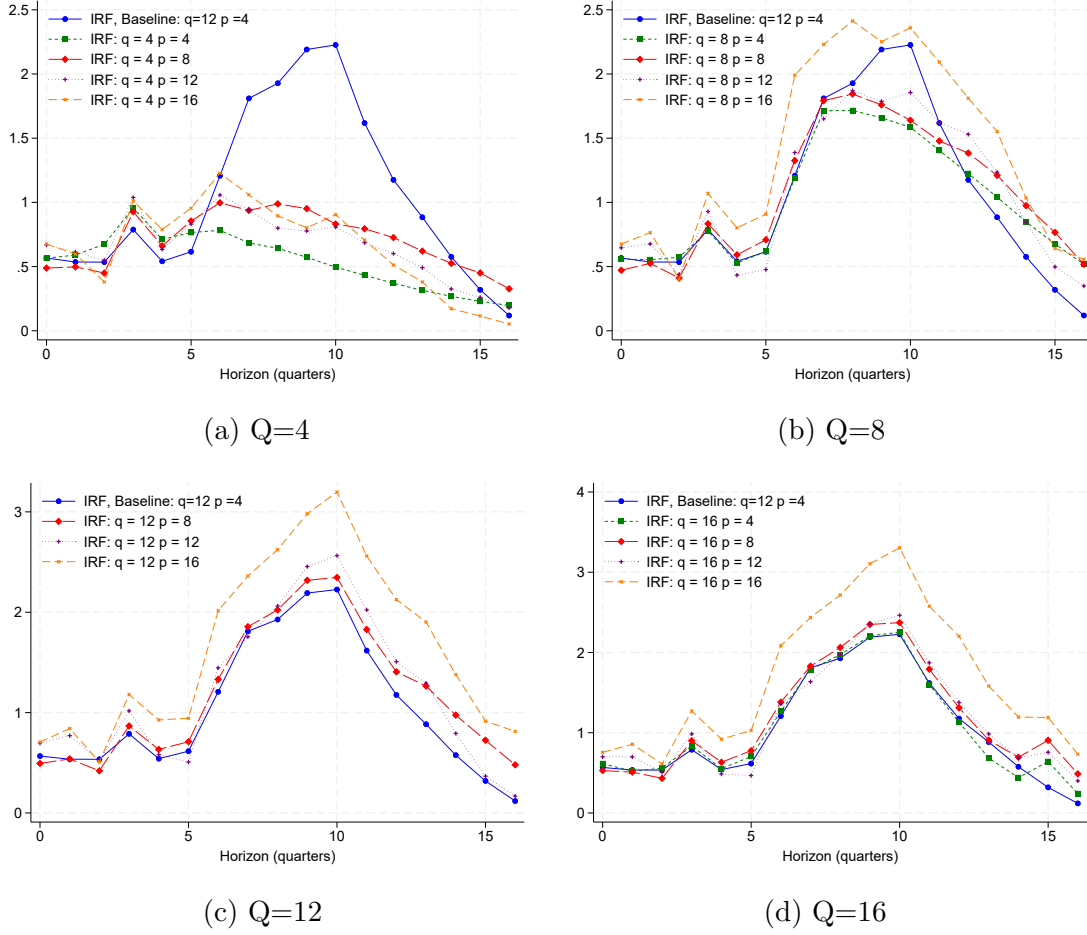 IRF, Baseline: q=12 p =4
IRF: q = 4 p = 4
IRF: q = 4 p = 8
IRF: q = 4 p = 12
IRF: q = 4 p = 16
2.5
2
1.5
1
.5
0
0 5 10 15
Horizon (quarters)
(a) Q=4
IRF, Baseline: q=12 p =4
IRF: q = 8 p = 4
IRF: q = 8 p = 8
IRF: q = 8 p = 12
IRF: q = 8 p = 16
2.5
2
1.5
1
.5
0
0 5 10 15
Horizon (quarters)
(b) Q=8
IRF, Baseline: q=12 p =4
IRF: q = 12 p = 8
IRF: q = 12 p = 12
IRF: q = 12 p = 16
3
2
1
0
0 5 10 15
Horizon (quarters)
(c) Q=12
IRF, Baseline: q=12 p =4
IRF: q = 16 p = 4
IRF: q = 16 p = 8
IRF: q = 16 p = 12
IRF: q = 16 p = 16
4
3
2
1
0
0 5 10 15
Horizon (quarters)
(d) Q=16